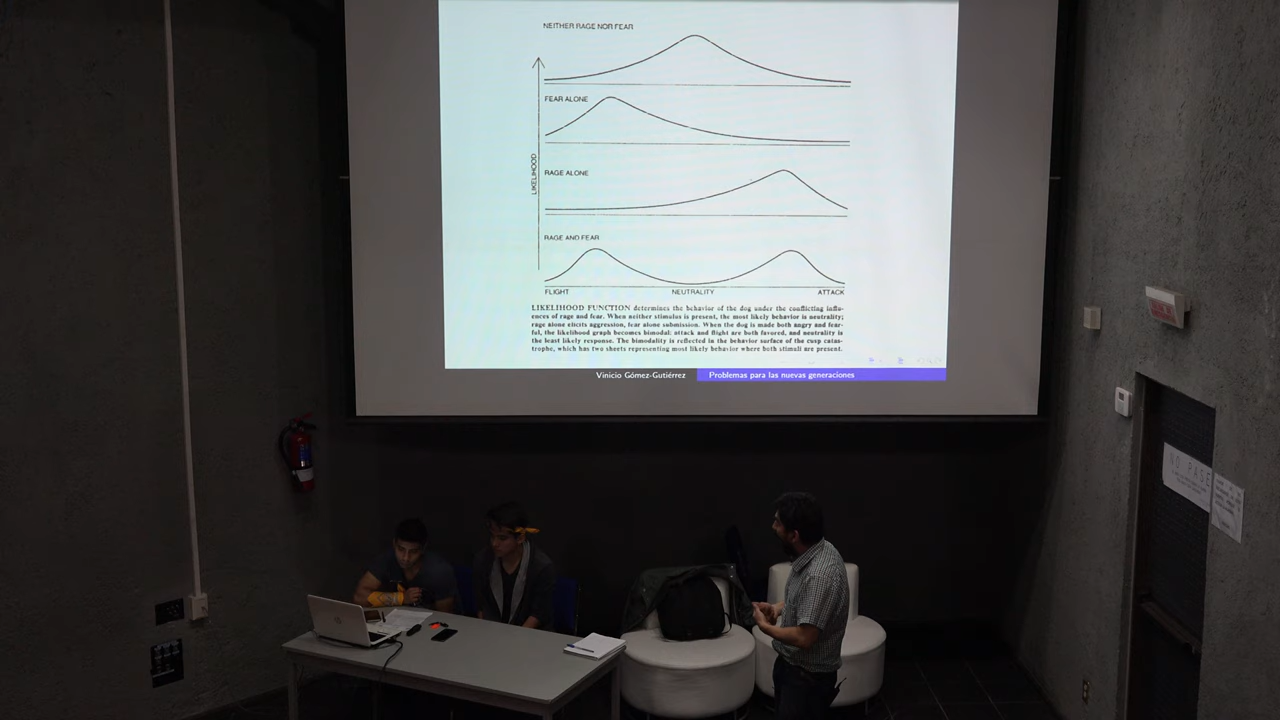 NEITHER RAGE NOR FEAR
FEAR ALONE
RAGE ALONE
RAGE AND FEAR
LIKELIHOOD
FLIGHT NEUTRALITY ATTACK
LIKELIHOOD FUNCTION determines the behavior of the dog under the conflicting influ-
ences of rage and fear. When neither stimulus is present, the most likely behavior is neutrality;
rage alone elicits aggression, fear alone submission. When the dog is made both angry and fear-
ful, the likelihood graph becomes bimodal: attack and flight are both favored, and neutrality is
the least likely response. The bimodality is reflected in the behavior surface of the cusp catas-
trophe, which has two sheets representing most likely behavior where both stimuli are present.
Vinicio Gómez-Gutiérrez Problemas para las nuevas generaciones
NO PASE